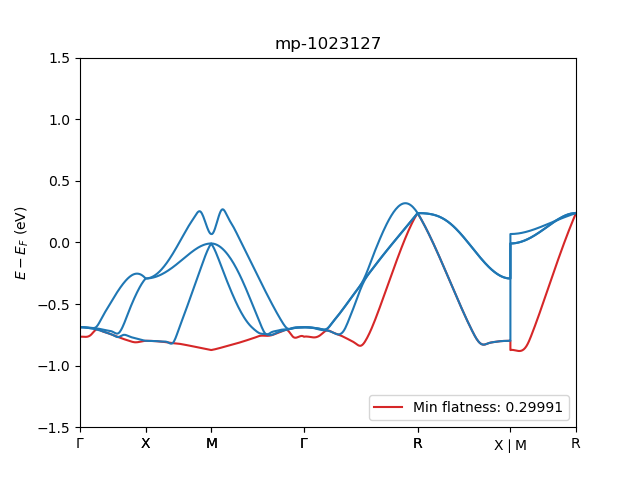 mp-1023127
1.5
1.0
0.5
0.0
−0.5
−1.0
−1.5
E − E_F (eV)
Γ X M Γ R X | M R
Min flatness: 0.29991